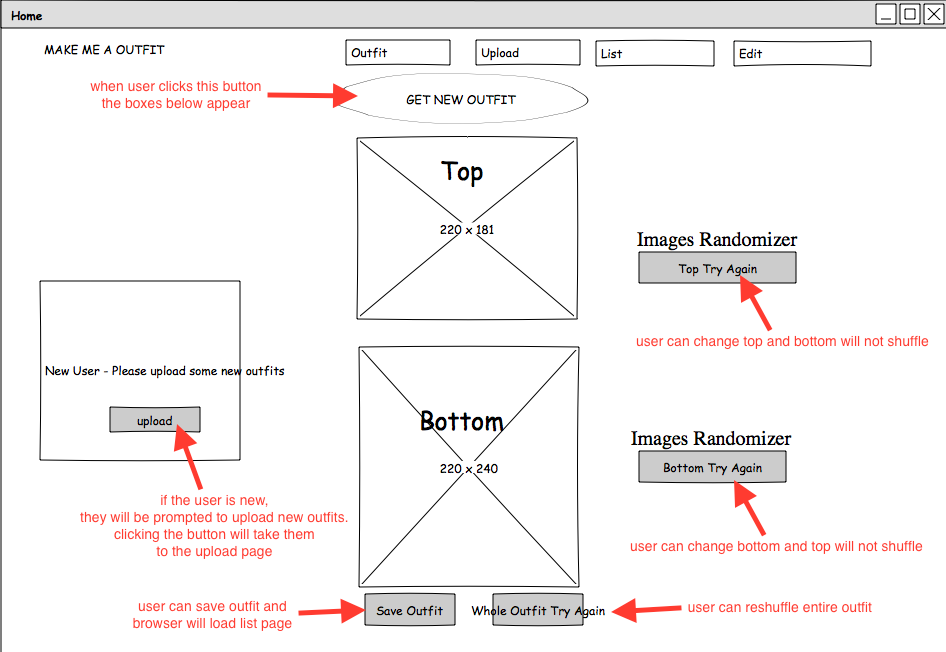 Home
MAKE ME A OUTFIT
Outfit
Upload
List
Edit
when user clicks this button
the boxes below appear
GET NEW OUTFIT
Top
220 x 181
Images Randomizer
Top Try Again
user can change top and bottom will not shuffle
New User - Please upload some new outfits
upload
if the user is new,
they will be prompted to upload new outfits.
clicking the button will take them
to the upload page
Bottom
220 x 240
Images Randomizer
Bottom Try Again
user can change bottom and top will not shuffle
user can save outfit and
browser will load list page
Save Outfit
Whole Outfit Try Again
user can reshuffle entire outfit